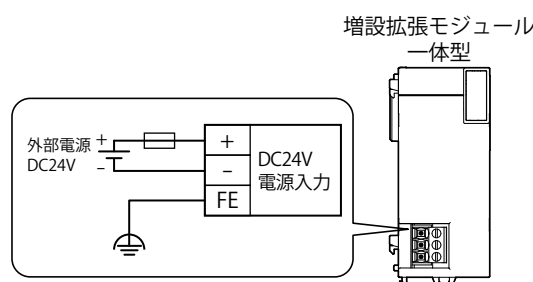 増設拡張モジュール
一体型
外部電源
DC24V
+
–
+
–
FE
DC24V
電源入力